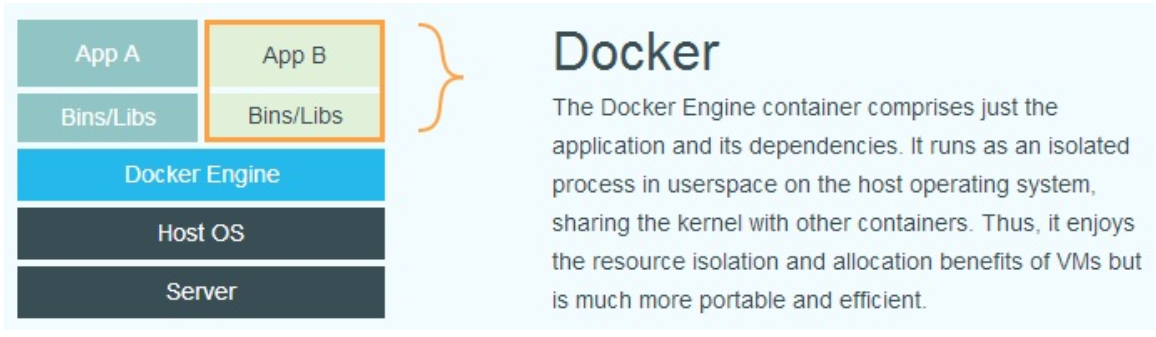 App A
App B
Bins/Libs
Bins/Libs
Docker Engine
Host OS
Server
Docker
The Docker Engine container comprises just the
application and its dependencies. It runs as an isolated
process in userspace on the host operating system,
sharing the kernel with other containers. Thus, it enjoys
the resource isolation and allocation benefits of VMs but
is much more portable and efficient.